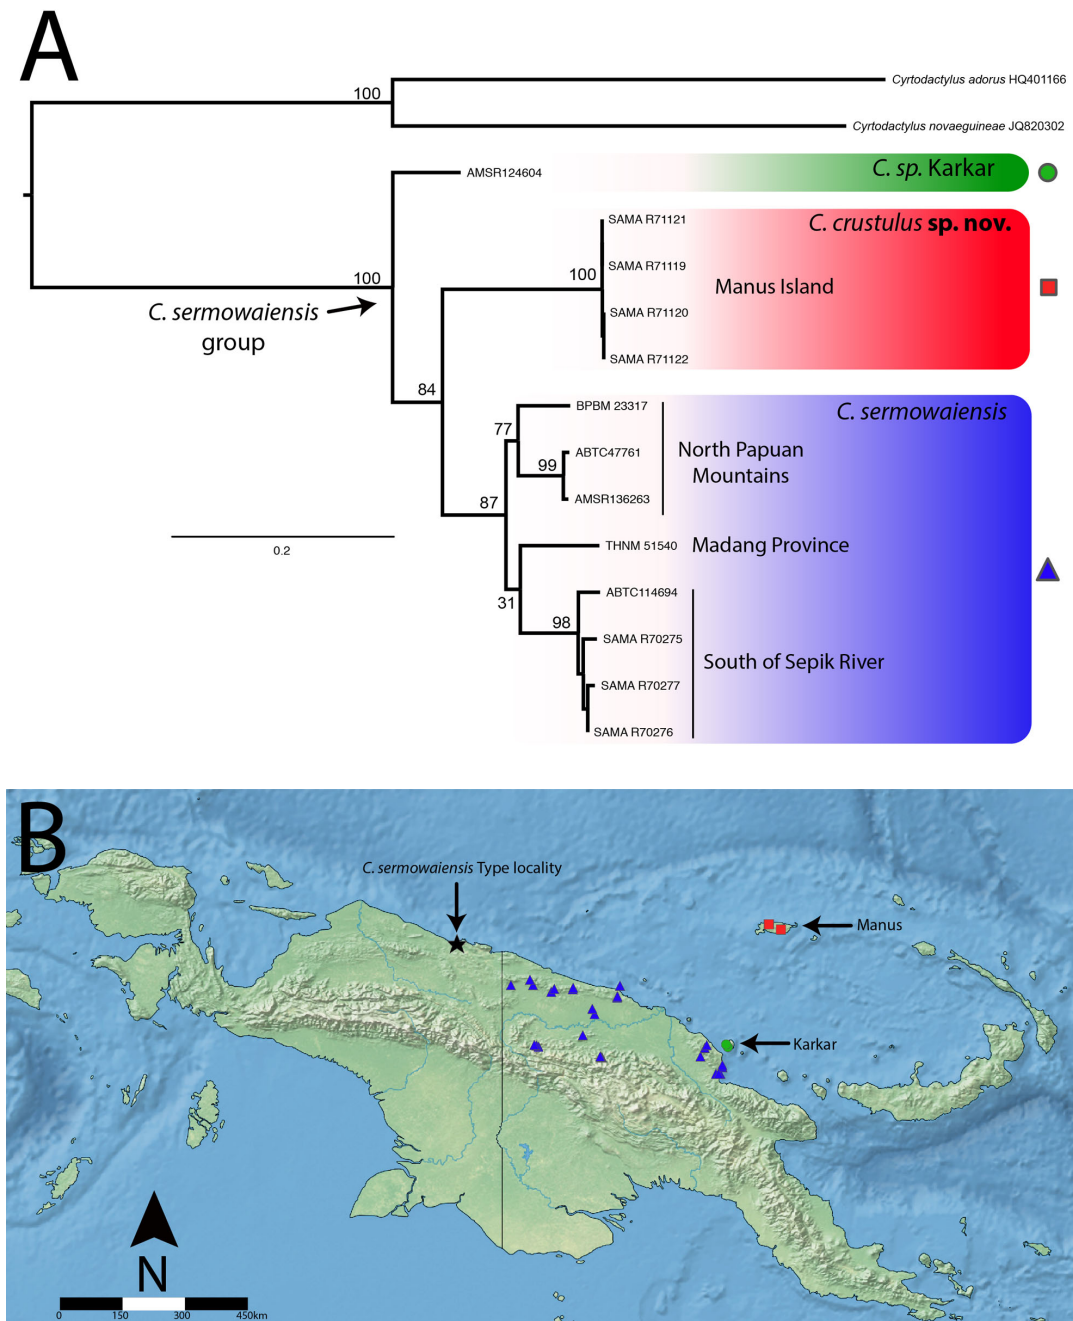 A
100
Cyrtodactylus adorus HQ401166
Cyrtodactylus novaeguineae JQ820302
AMSR124604
C. sp. Karkar
100
C. sermowaiensis
group
SAMA R71121
C. crustulus sp. nov.
SAMA R71119
100
Manus Island
SAMA R71120
SAMA R71122
84
BPBM 23317
C. sermowaiensis
77
ABTC47761
North Papuan
Mountains
99
AMSR136263
87
0.2
THNM 51540
Madang Province
31
ABTC114694
98
SAMA R70275
South of Sepik River
SAMA R70277
SAMA R70276
B
C. sermowaiensis Type locality
Manus
Karkar
N
0 150 300 450km